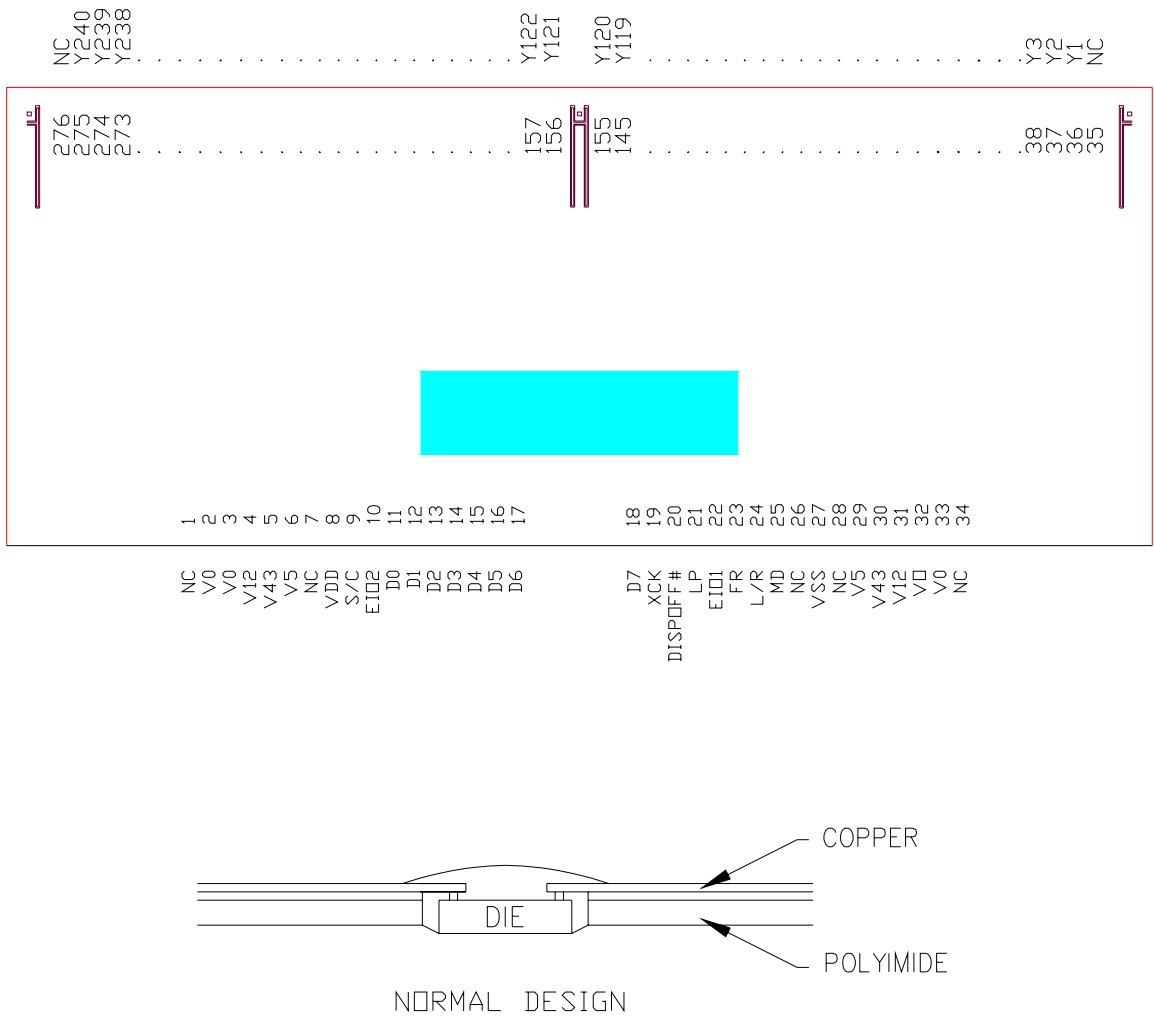 NC Y240 Y239 Y238 . . . . . . . . . . . . . . . . . . . Y122 Y121 Y120 Y119 . . . . . . . . . . . . . . . . . . . Y3 Y2 Y1 NC
276 275 274 273 . . . . . . . . . . . . . . . . . . . 157 156 155 145 . . . . . . . . . . . . . . . . . . . 38 37 36 35
1 2 3 4 5 6 7 8 9 10 11 12 13 14 15 16 17 18 19 20 21 22 23 24 25 26 27 28 29 30 31 32 33 34
NC V0 V0 V12 V43 V5 NC VDD S/C EIO2 D0 D1 D2 D3 D4 D5 D6 D7 XCK DISPOFF# LP EIO1 FR L/R MD NC VSS NC V5 V43 V12 VO V0 NC
COPPER
DIE
POLYIMIDE
NORMAL DESIGN